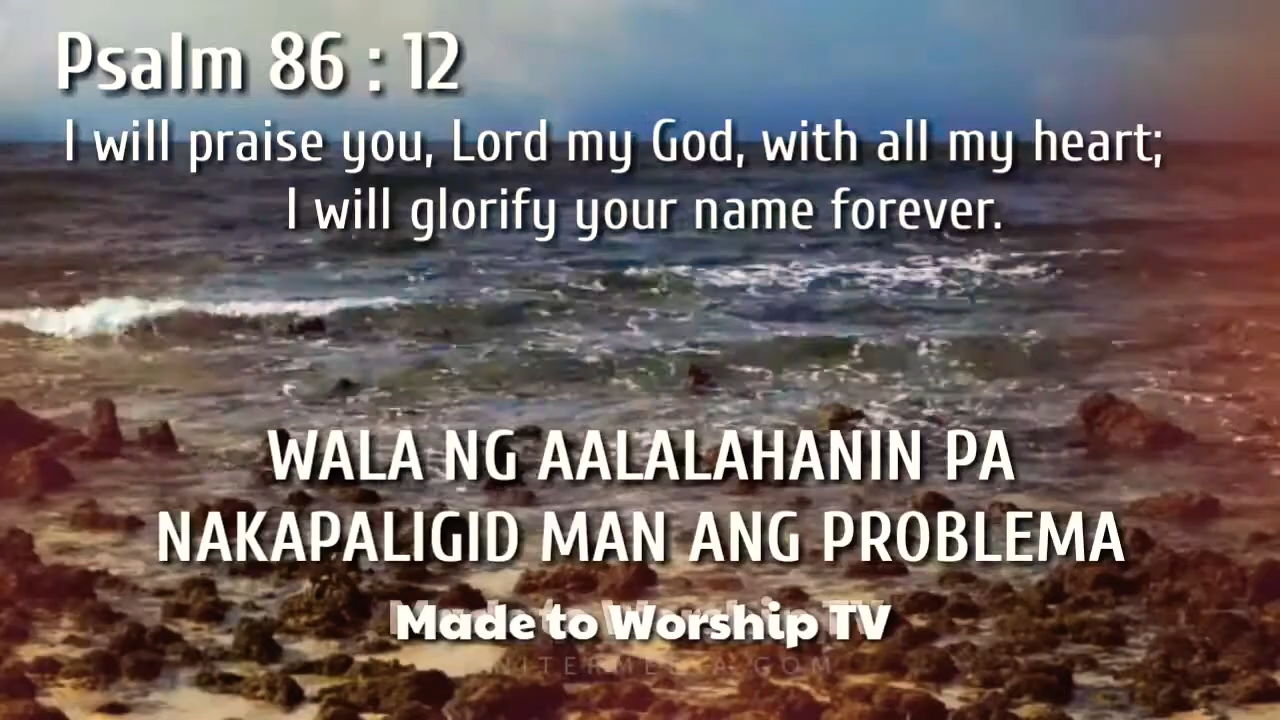 Psalm 86 : 12
I will praise you, Lord my God, with all my heart;
I will glorify your name forever.
WALA NG AALALAHANIN PA
NAKAPALIGID MAN ANG PROBLEMA
Made to Worship TV